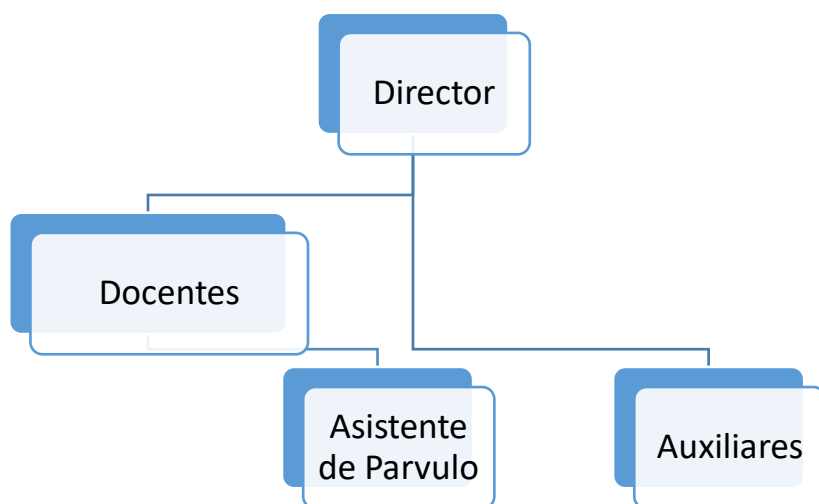 Director
Docentes
Asistente
de Parvulo
Auxiliares